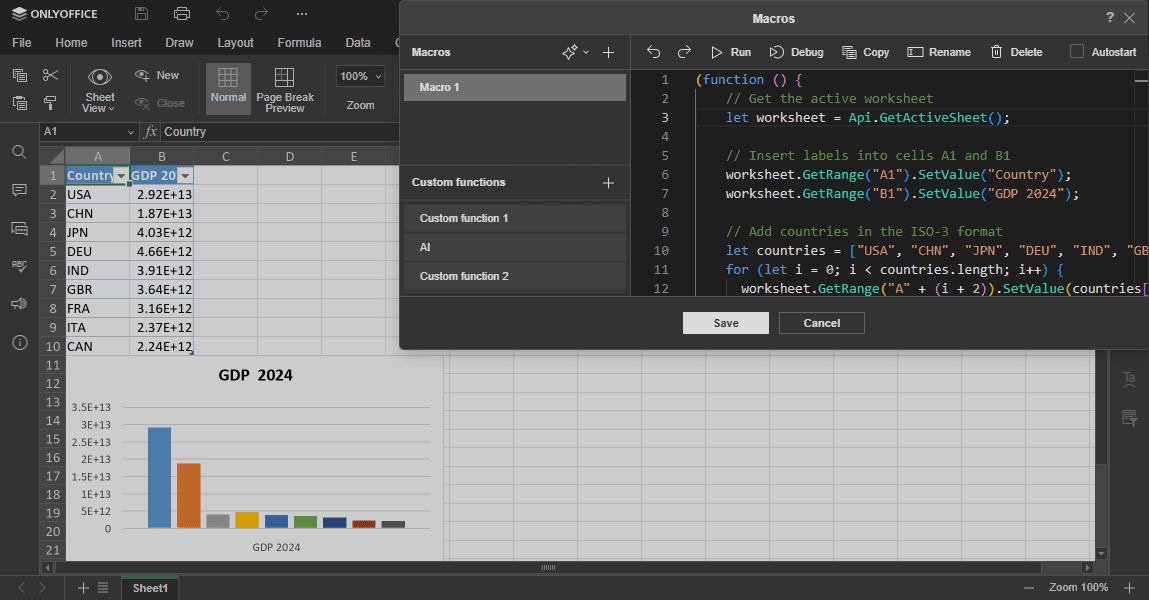 ONLYOFFICE
File Home Insert Draw Layout Formula Data
Sheet View
New
Close
Normal
Page Break Preview
100%
Zoom
A1
fx Country
A B C D E
1 Country GDP 20
2 USA 2.92E+13
3 CHN 1.87E+13
4 JPN 4.03E+12
5 DEU 4.66E+12
6 IND 3.91E+12
7 GBR 3.64E+12
8 FRA 3.16E+12
9 ITA 2.37E+12
10 CAN 2.24E+12
11
12
13
14
15
16
17
18
19
20
21
GDP 2024
3.5E+13
3E+13
2.5E+13
2E+13
1.5E+13
1E+13
5E+12
0
GDP 2024
Macros
?
Macros
Run Debug Copy Rename Delete Autostart
Macro 1
Custom functions
Custom function 1
AI
Custom function 2
1 (function () {
2 // Get the active worksheet
3 let worksheet = Api.GetActiveSheet();
4
5 // Insert labels into cells A1 and B1
6 worksheet.GetRange("A1").SetValue("Country");
7 worksheet.GetRange("B1").SetValue("GDP 2024");
8
9 // Add countries in the ISO-3 format
10 let countries = ["USA", "CHN", "JPN", "DEU", "IND", "GB
11 for (let i = 0; i < countries.length; i++) {
12 worksheet.GetRange("A" + (i + 2)).SetValue(countries[
Save Cancel
ABC
Ta
Sheet1
Zoom 100%